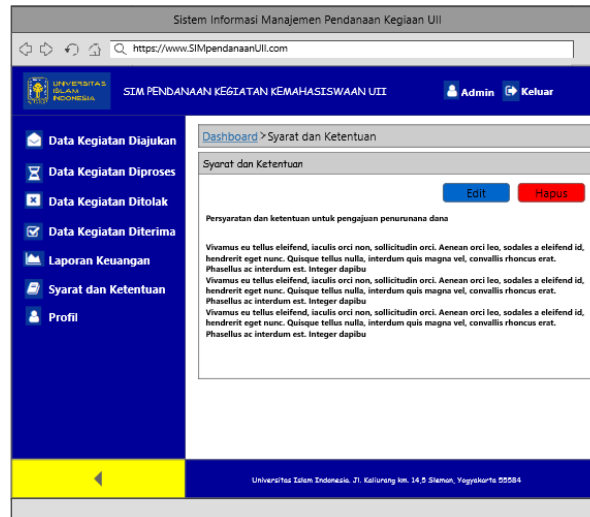 Sistem Informasi Manajemen Pendanaan Kegiaan UII
https://www.SIMpendanaanUII.com
UNIVERSITAS
ISLAM
INDONESIA
SIM PENDANAAN KEGIATAN KEMAHASISWAAN UII
Admin Keluar
Data Kegiatan Diajukan
Data Kegiatan Diproses
Data Kegiatan Ditolak
Data Kegiatan Diterima
Laporan Keuangan
Syarat dan Ketentuan
Profil
Dashboard > Syarat dan Ketentuan
Syarat dan Ketentuan
Edit Hapus
Persyaratan dan ketentuan untuk pengajuan penurunana dana
Vivamus eu tellus eleifend, iaculis orci non, sollicitudin orci. Aenean orci leo, sodales a eleifend id,
hendrerit eget nunc. Quisque tellus nulla, interdum quis magna vel, convallis rhoncus erat.
Phasellus ac interdum est. Integer dapibu
Vivamus eu tellus eleifend, iaculis orci non, sollicitudin orci. Aenean orci leo, sodales a eleifend id,
hendrerit eget nunc. Quisque tellus nulla, interdum quis magna vel, convallis rhoncus erat.
Phasellus ac interdum est. Integer dapibu
Vivamus eu tellus eleifend, iaculis orci non, sollicitudin orci. Aenean orci leo, sodales a eleifend id,
hendrerit eget nunc. Quisque tellus nulla, interdum quis magna vel, convallis rhoncus erat.
Phasellus ac interdum est. Integer dapibu
Universitas Islam Indonesia. Jl. Kaliurang km. 14,5 Sleman, Yogyakarta 55584